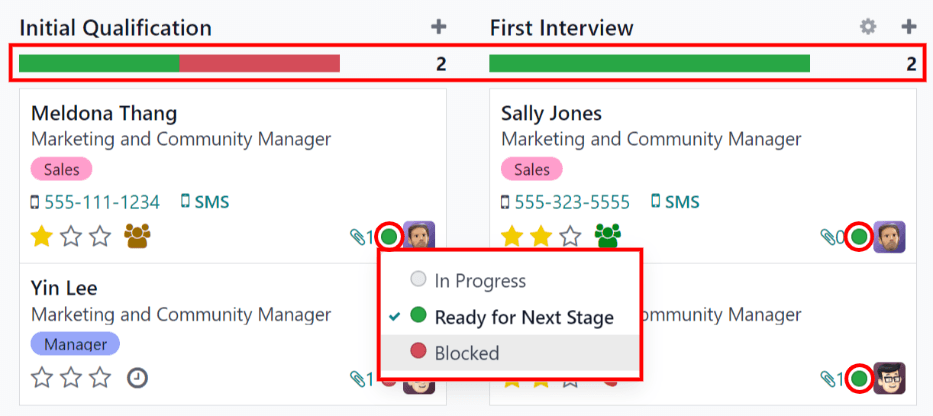 Initial Qualification
2
Meldona Thang
Marketing and Community Manager
Sales
555-111-1234 SMS
1
Yin Lee
Marketing and Community Manager
Manager
1
First Interview
2
Sally Jones
Marketing and Community Manager
Sales
555-323-5555 SMS
0
mmunity Manager
1
In Progress
Ready for Next Stage
Blocked